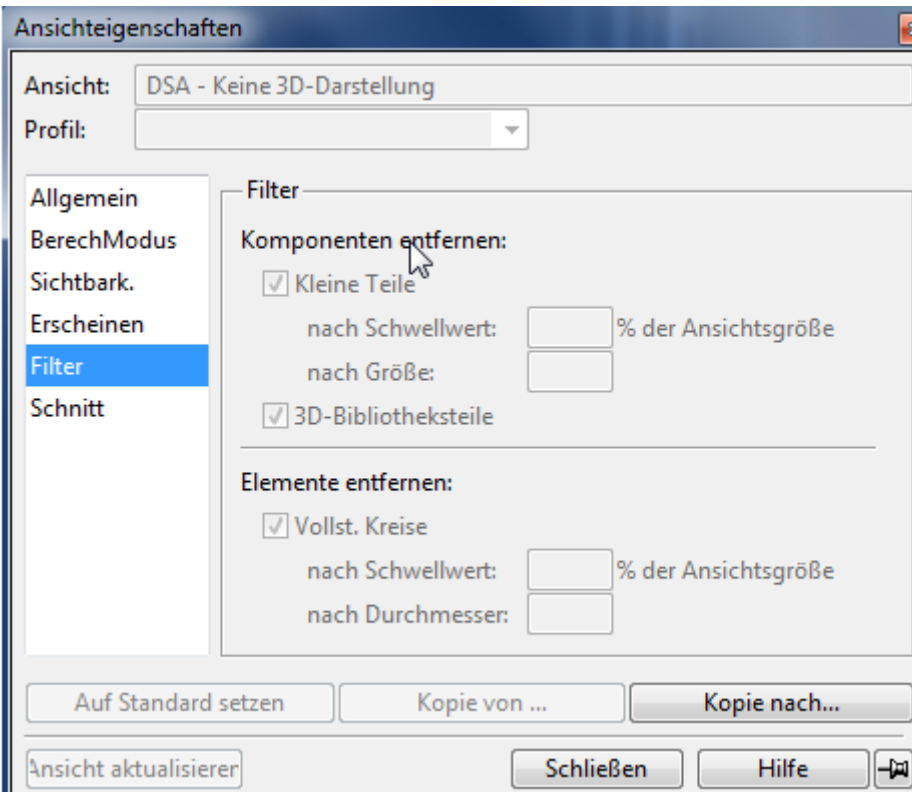 Ansichteigenschaften
Ansicht: DSA - Keine 3D-Darstellung
Profil:
Allgemein
BerechModus
Sichtbark.
Erscheinen
Filter
Schnitt
Filter
Komponenten entfernen:
Kleine Teile
nach Schwellwert: % der Ansichtsgröße
nach Größe:
3D-Bibliotheksteile
Elemente entfernen:
Vollst. Kreise
nach Schwellwert: % der Ansichtsgröße
nach Durchmesser:
Auf Standard setzen Kopie von ... Kopie nach...
Ansicht aktualisieren Schließen Hilfe